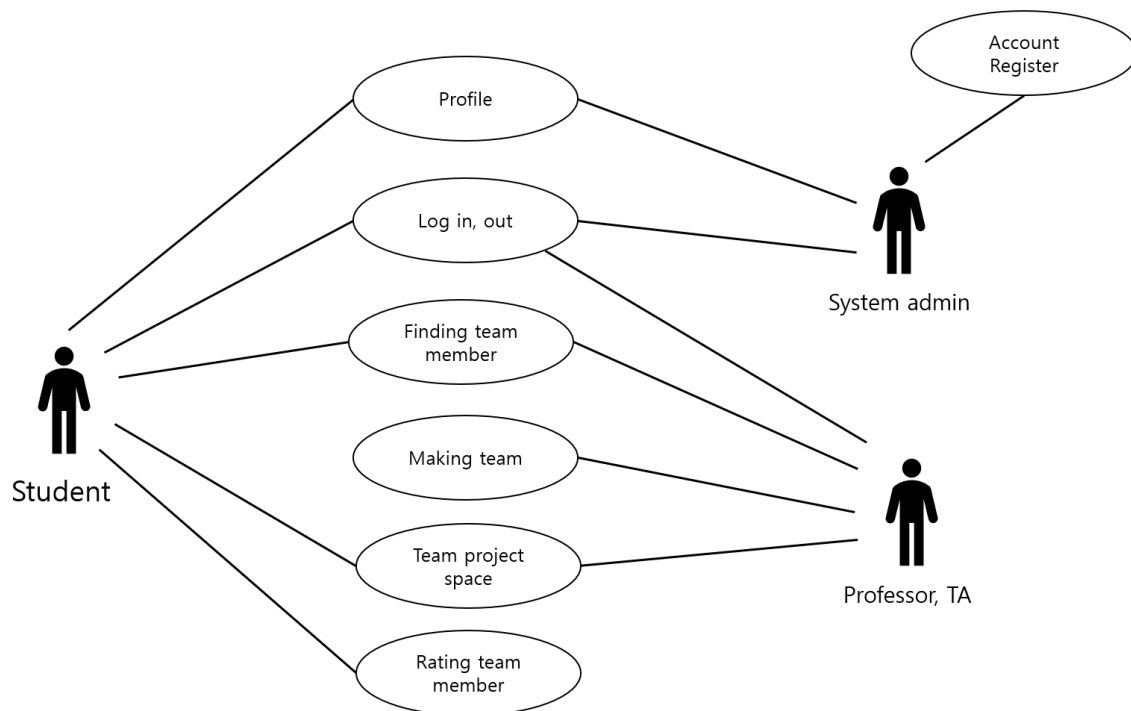 Account
Register
Profile
Log in, out
System admin
Finding team
member
Student
Making team
Team project
space
Professor, TA
Rating team
member